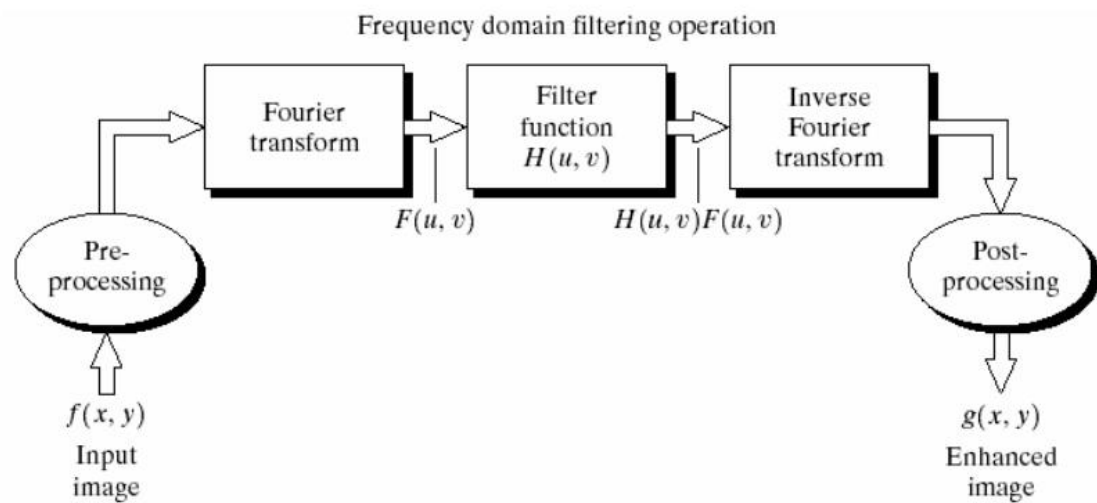 Frequency domain filtering operation
Fourier
transform
Filter
function
H(u, v)
Inverse
Fourier
transform
F(u, v)
H(u, v)F(u, v)
Pre-
processing
Post-
processing
f(x, y)
Input
image
g(x, y)
Enhanced
image